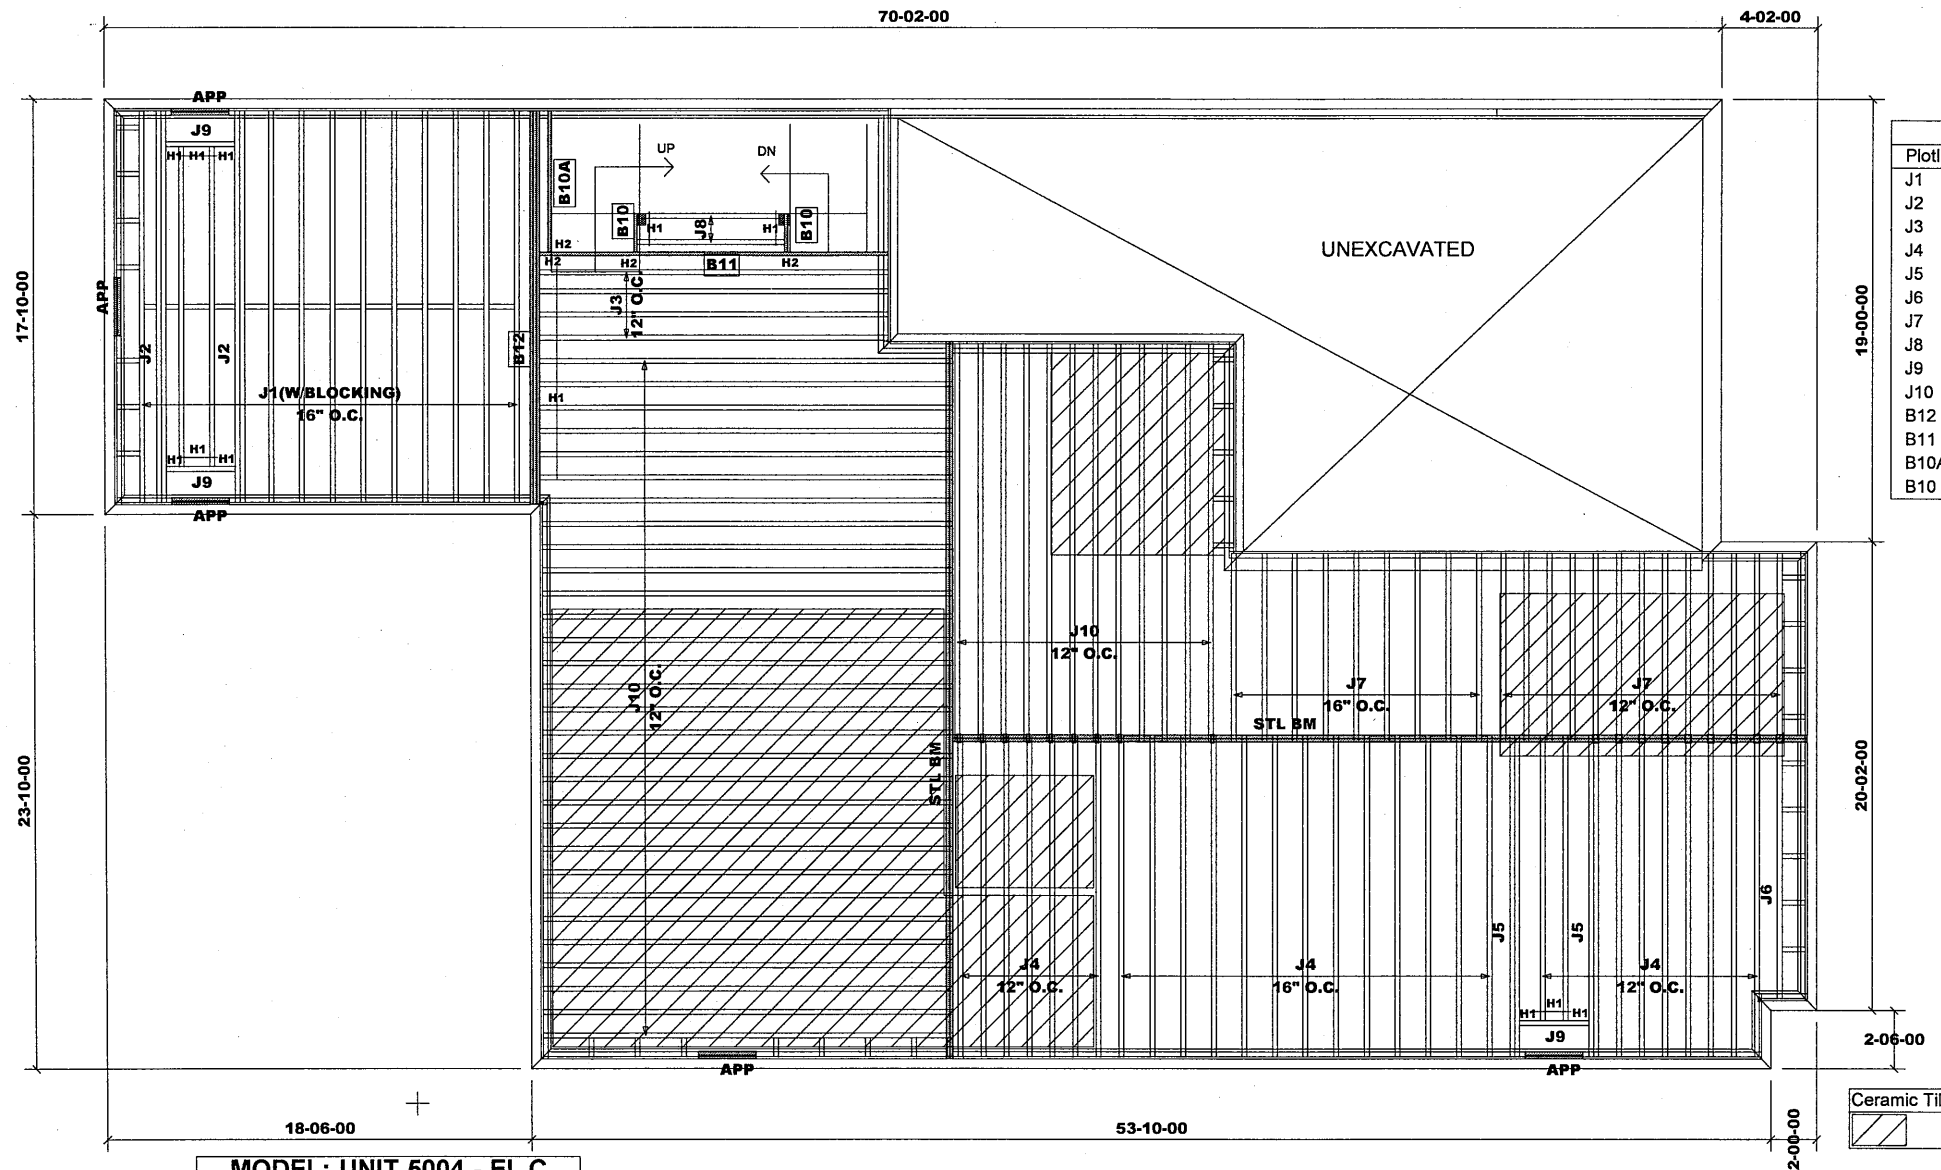 70-02-00
4-02-00
APP
J9
H1
H1
H1
UP
DN
B10A
B10
H1
J8
H1
B10
H2
H2
H2
B11
H2
UNEXCAVATED
17-10-00
APP
J3
12" O.C.
19-00-00
J2
J2
B12
J1(W/BLOCKING)
16" O.C.
H1
H1
H1
H1
J9
APP
Plotl
J1
J2
J3
J4
J5
J6
J7
J8
J9
J10
B12
B11
B10A
B10
J10
12" O.C.
J10
12" O.C.
J7
16" O.C.
J7
12" O.C.
STL BM
STL BM
23-10-00
20-02-00
J6
J5
J5
J4
12" O.C.
J4
16" O.C.
J4
12" O.C.
H1
H1
H1
J9
2-06-00
APP
APP
Ceramic Til
18-06-00
53-10-00
2-00-00
MODEL: UNIT 5004 - EL C